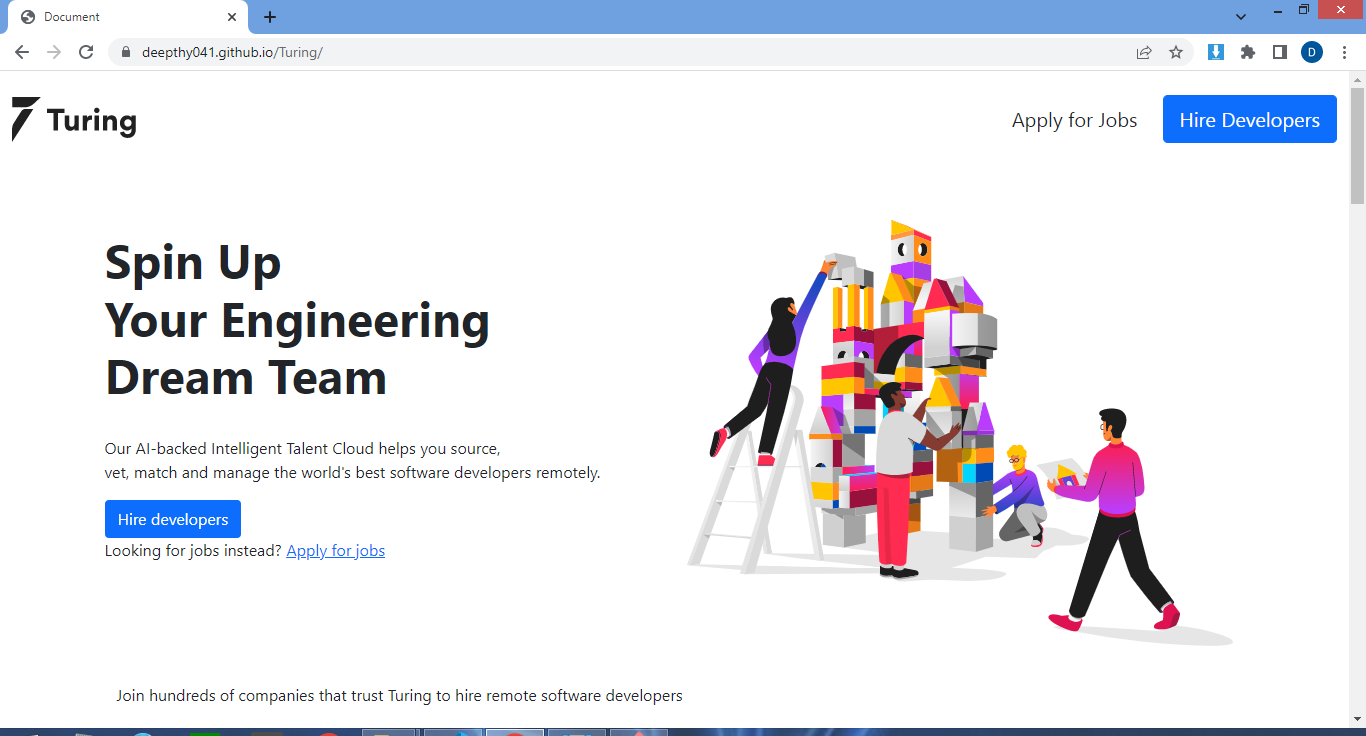 Document
deepthy041.github.io/Turing/
D
Turing
Apply for Jobs
Hire Developers
Spin Up
Your Engineering
Dream Team
Our AI-backed Intelligent Talent Cloud helps you source,
vet, match and manage the world's best software developers remotely.
Hire developers
Looking for jobs instead? Apply for jobs
Join hundreds of companies that trust Turing to hire remote software developers